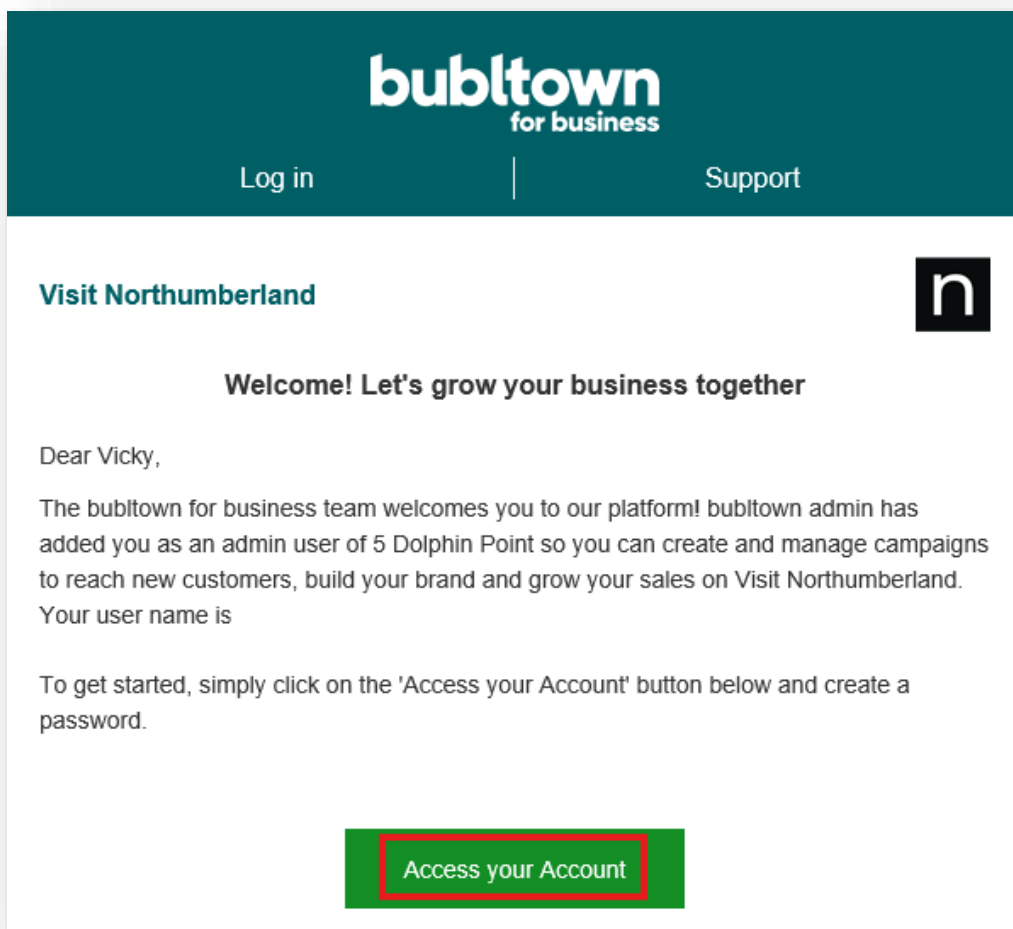 bubltown
for business
Log in
Support
Visit Northumberland
n
Welcome! Let's grow your business together
Dear Vicky,
The bubltown for business team welcomes you to our platform! bubltown admin has
added you as an admin user of 5 Dolphin Point so you can create and manage campaigns
to reach new customers, build your brand and grow your sales on Visit Northumberland.
Your user name is
To get started, simply click on the 'Access your Account' button below and create a
password.
Access your Account